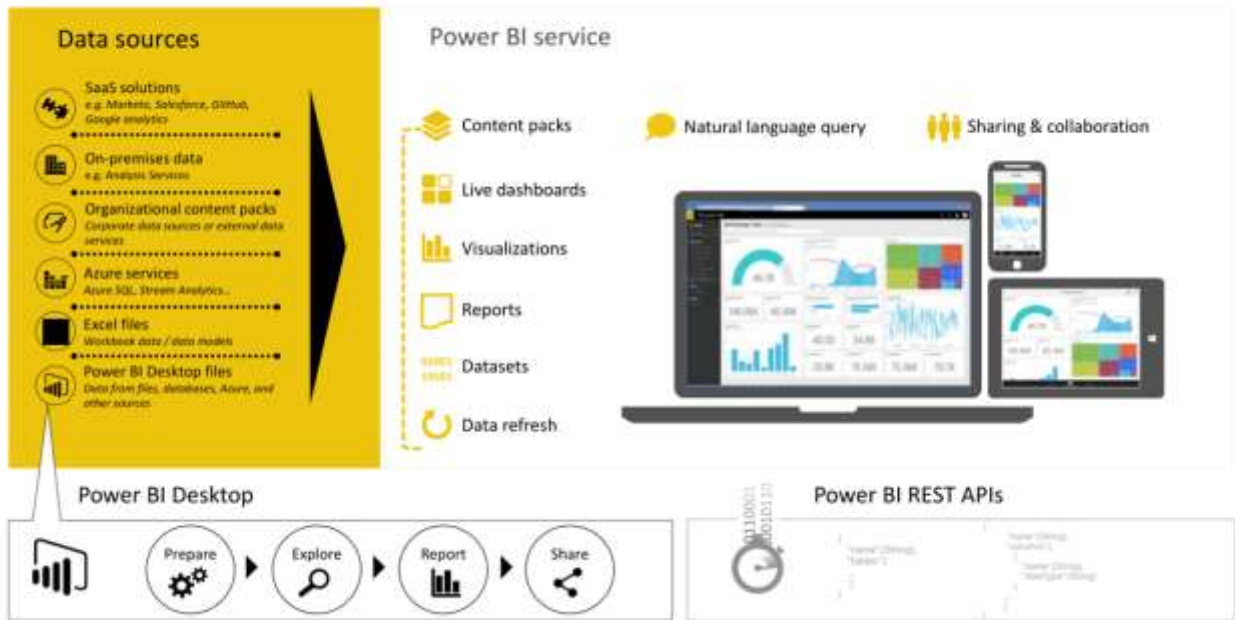 Data sources
SaaS solutions
e.g. Marketo, Salesforce, GitHub,
Google analytics
On-premises data
e.g. Analysis Services
Organizational content packs
Corporate data sources or external data
services
Azure services
Azure SQL, Stream Analytics...
Excel files
Workbook data / data models
Power BI Desktop files
Data from files, databases, Azure, and
other sources
Power BI service
Content packs
Natural language query
Sharing & collaboration
Live dashboards
Visualizations
Reports
Datasets
Data refresh
Power BI Desktop
Prepare
Explore
Report
Share
Power BI REST APIs